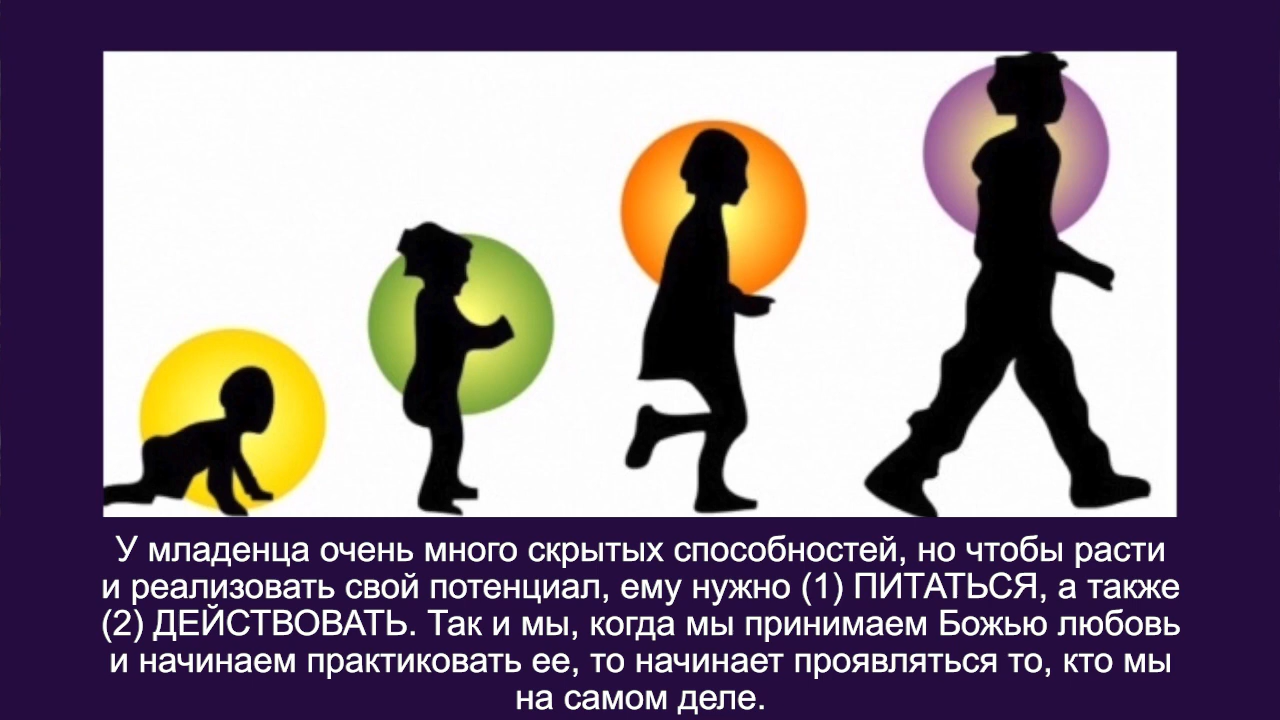 У младенца очень много скрытых способностей, но чтобы расти
и реализовать свой потенциал, ему нужно (1) ПИТАТЬСЯ, а также
(2) ДЕЙСТВОВАТЬ. Так и мы, когда мы принимаем Божью любовь
и начинаем практиковать ее, то начинает проявляться то, кто мы
на самом деле.